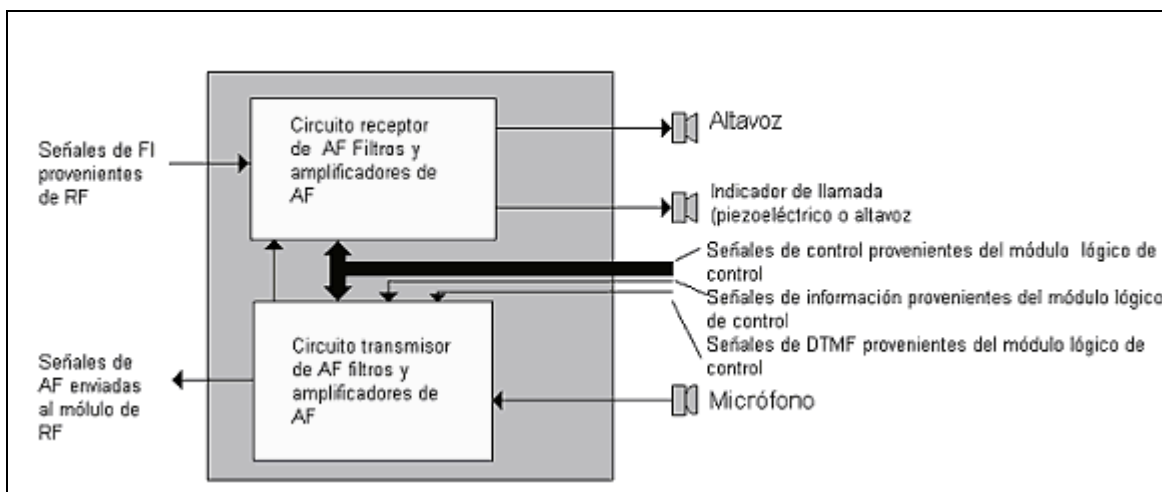 Señales de FI
provenientes
de RF
Circuito receptor
de AF Filtros y
amplificadores de
AF
Altavoz
Indicador de llamada
(piezoeléctrico o altavoz
Señales de control provenientes del módulo lógico de
control
Señales de información provenientes del módulo lógico
de control
Señales de DTMF provenientes del módulo lógico de
control
Señales de
AF enviadas
al mólulo de
RF
Circuito transmisor
de AF filtros y
amplificadores de
AF
Micrófono